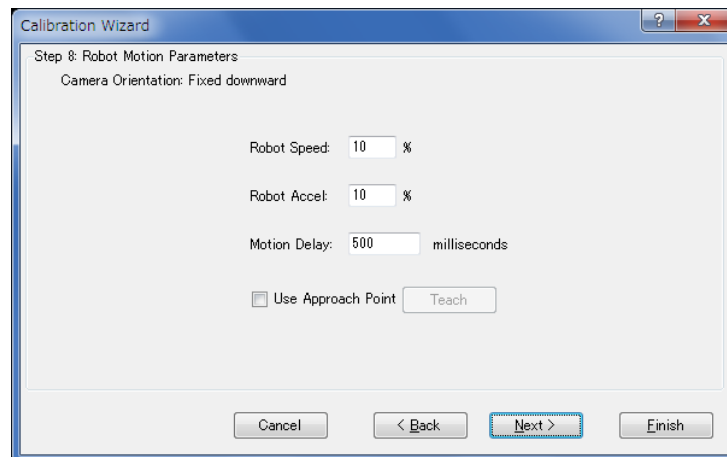 Calibration Wizard
Step 8: Robot Motion Parameters
Camera Orientation: Fixed downward
Robot Speed: 10 %
Robot Accel: 10 %
Motion Delay: 500 milliseconds
Use Approach Point Teach
Cancel < Back Next > Finish